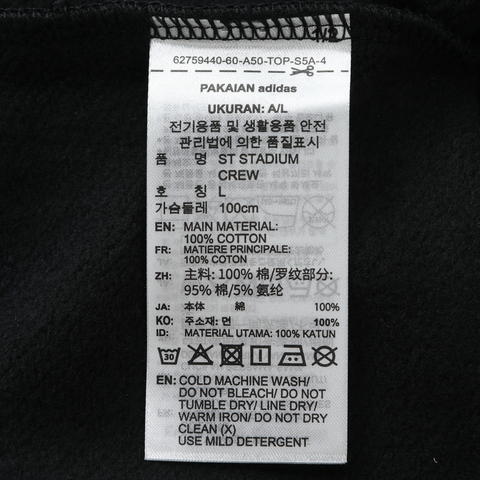 1/2
62759440-60-A50-TOP-S5A-4
PAKAIAN adidas
UKURAN: A/L
전기용품 및 생활용품 안전
관리법에 의한 품질표시
품 명 ST STADIUM
CREW
호 칭 L
가슴둘레 100cm
EN: MAIN MATERIAL:
100% COTTON
FR: MATIERE PRINCIPALE:
100% COTON
ZH: 主料: 100% 棉/罗纹部分:
95% 棉/5% 氨纶
JA: 本体 綿 100%
KO: 주소재: 면 100%
ID: MATERIAL UTAMA: 100% KATUN
30
EN: COLD MACHINE WASH/
DO NOT BLEACH/ DO NOT
TUMBLE DRY/ LINE DRY/
WARM IRON/ DO NOT DRY
CLEAN (X)
USE MILD DETERGENT